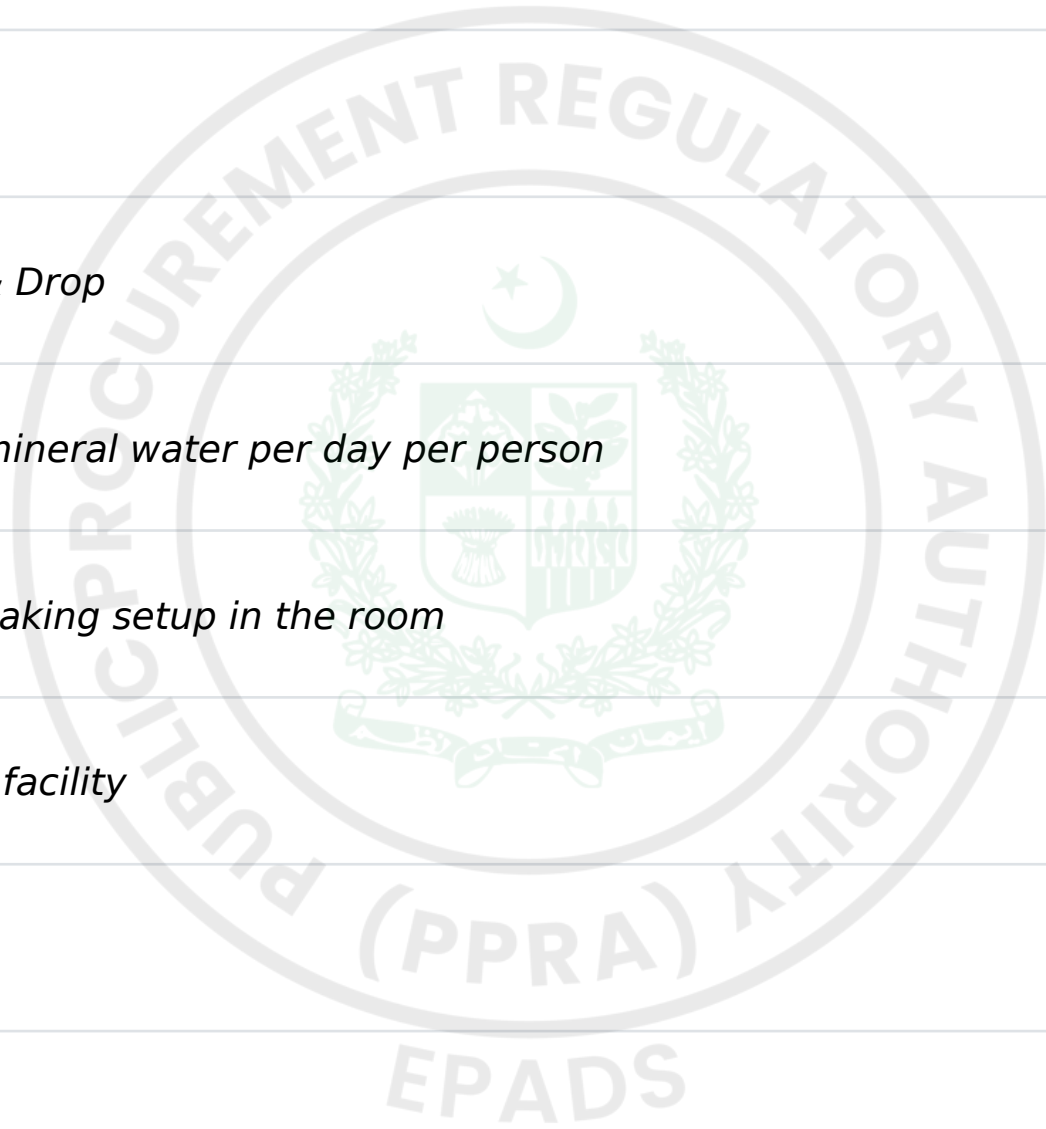 Drop
mineral water per day per person
aking setup in the room
facility
PUBLIC PROCUREMENT REGULATORY AUTHORITY
(PPRA)
EPADS